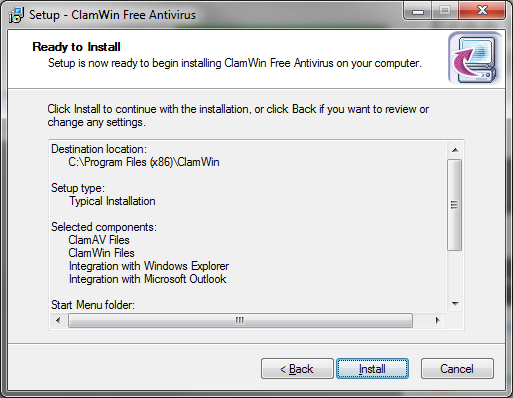 Setup - ClamWin Free Antivirus
Ready to Install
Setup is now ready to begin installing ClamWin Free Antivirus on your computer.
Click Install to continue with the installation, or click Back if you want to review or
change any settings.
Destination location:
C:\Program Files (x86)\ClamWin
Setup type:
Typical Installation
Selected components:
ClamAV Files
ClamWin Files
Integration with Windows Explorer
Integration with Microsoft Outlook
Start Menu folder:
< Back
Install
Cancel